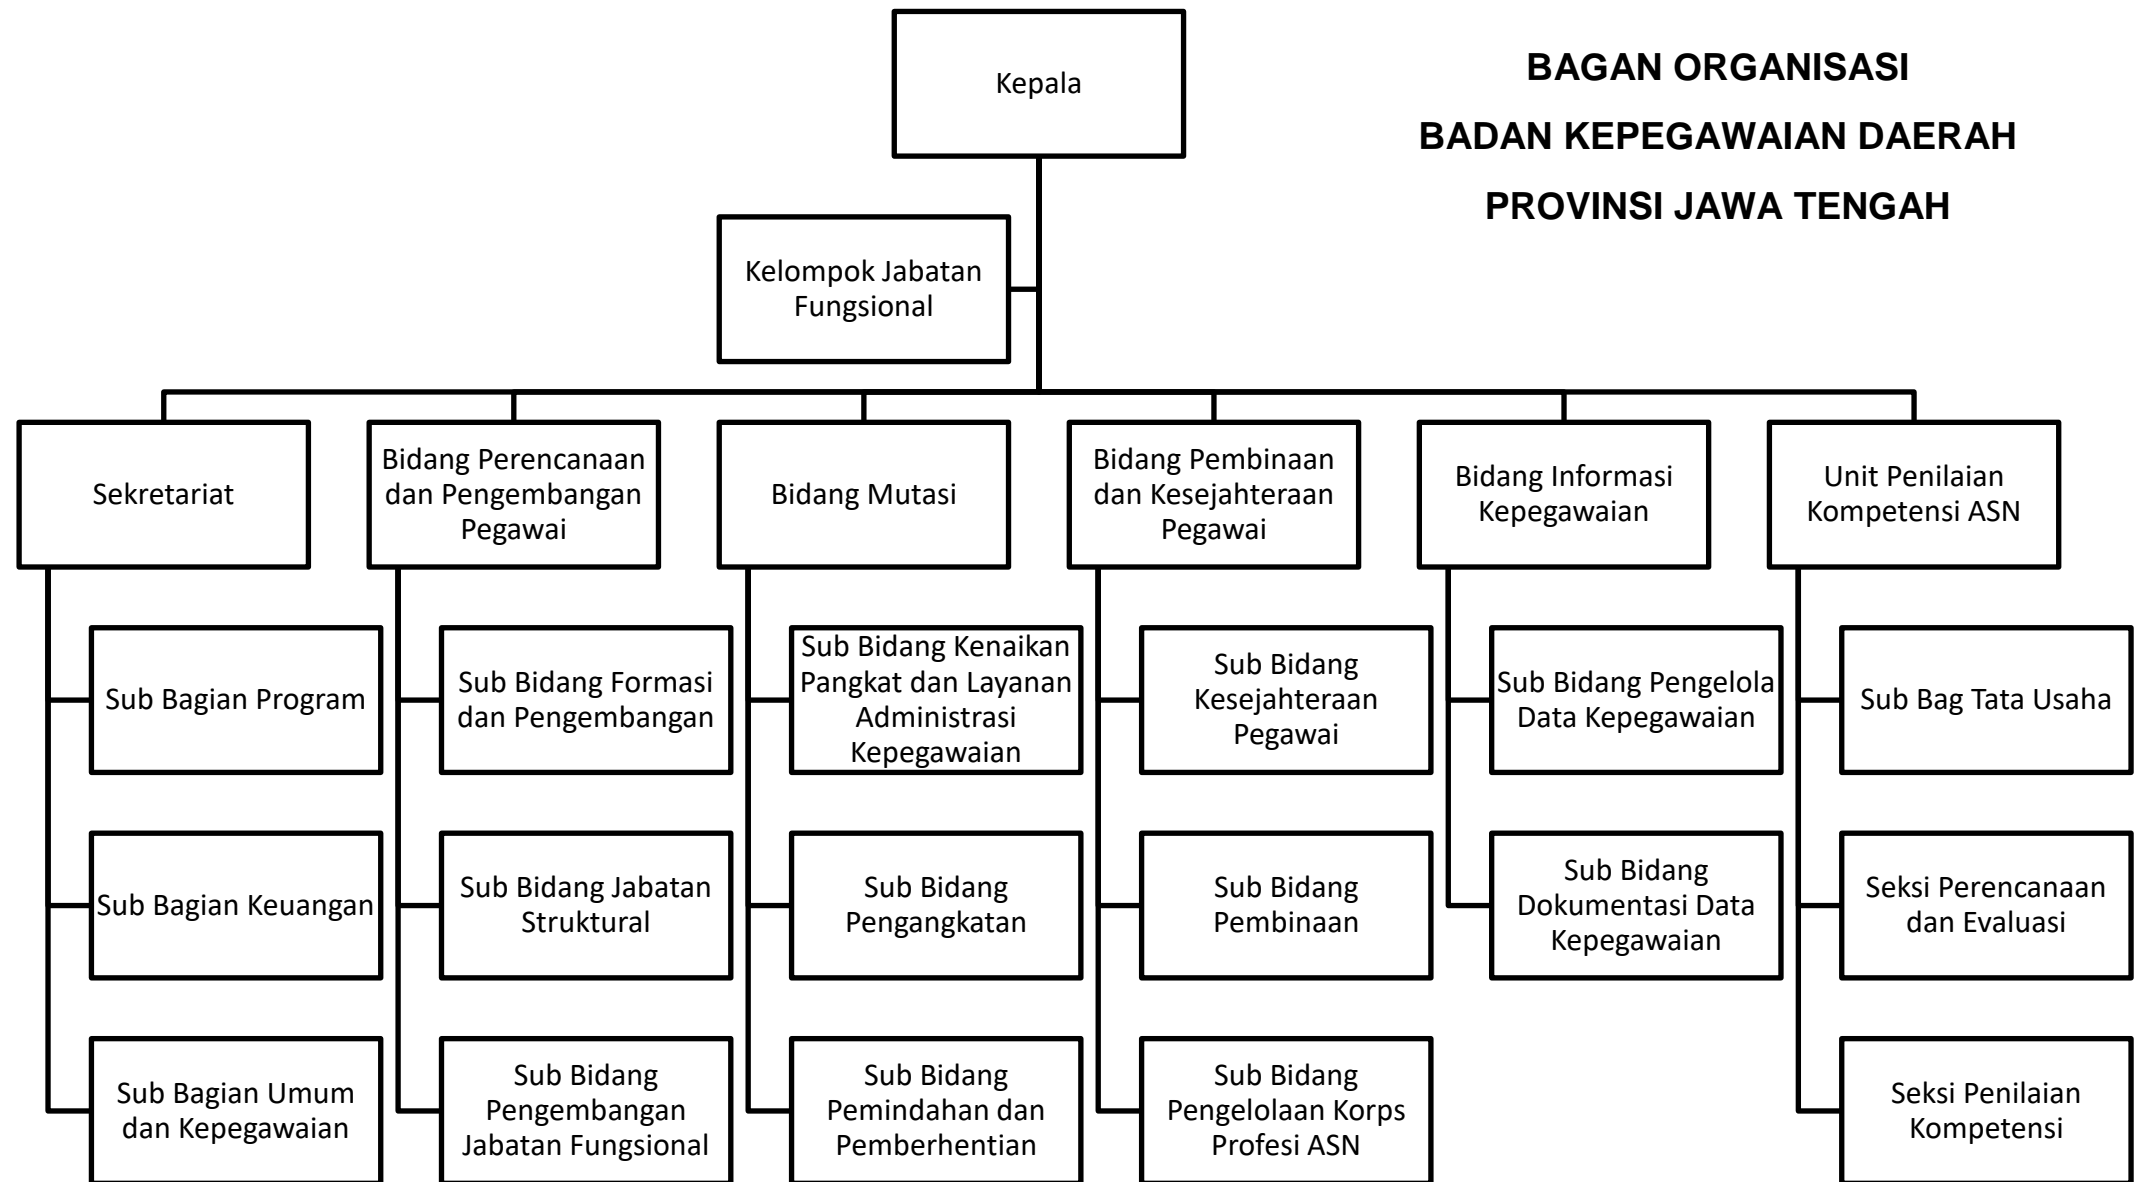 Kepala
BAGAN ORGANISASI
BADAN KEPEGAWAIAN DAERAH
PROVINSI JAWA TENGAH
Kelompok Jabatan
Fungsional
Sekretariat
Bidang Perencanaan
dan Pengembangan
Pegawai
Bidang Mutasi
Bidang Pembinaan
dan Kesejahteraan
Pegawai
Bidang Informasi
Kepegawaian
Unit Penilaian
Kompetensi ASN
Sub Bagian Program
Sub Bidang Formasi
dan Pengembangan
Sub Bidang Kenaikan
Pangkat dan Layanan
Administrasi
Kepegawaian
Sub Bidang
Kesejahteraan
Pegawai
Sub Bidang Pengelola
Data Kepegawaian
Sub Bag Tata Usaha
Sub Bagian Keuangan
Sub Bidang Jabatan
Struktural
Sub Bidang
Pengangkatan
Sub Bidang
Pembinaan
Sub Bidang
Dokumentasi Data
Kepegawaian
Seksi Perencanaan
dan Evaluasi
Sub Bagian Umum
dan Kepegawaian
Sub Bidang
Pengembangan
Jabatan Fungsional
Sub Bidang
Pemindahan dan
Pemberhentian
Sub Bidang
Pengelolaan Korps
Profesi ASN
Seksi Penilaian
Kompetensi